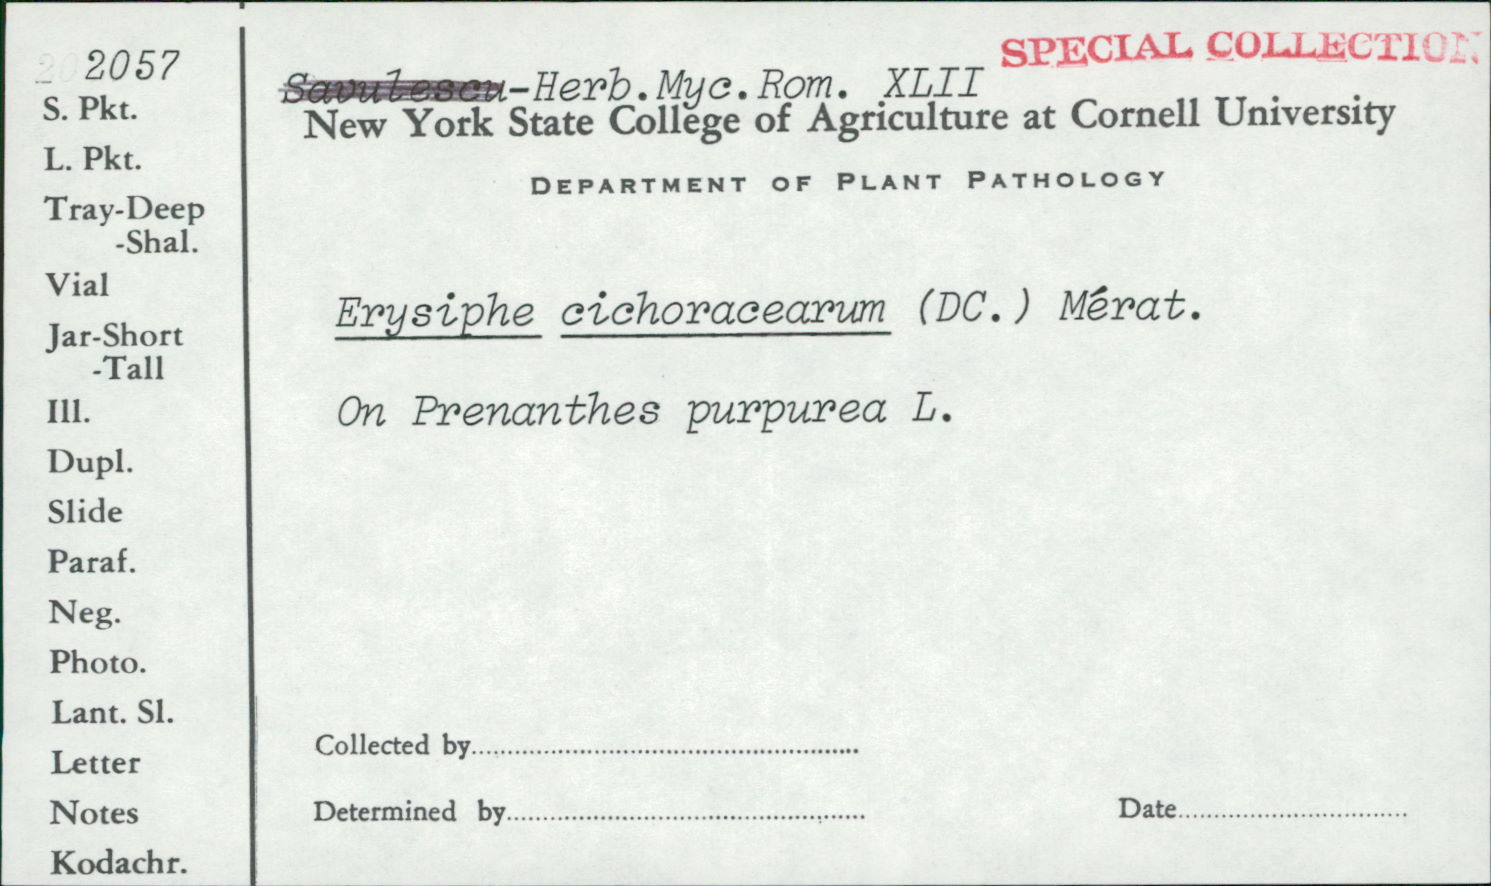 2057
S. Pkt.
L. Pkt.
Tray-Deep
-Shal.
Vial
Jar-Short
-Tall
Ill.
Dupl.
Slide
Paraf.
Neg.
Photo.
Lant. Sl.
Letter
Notes
Kodachr.
SPECIAL COLLECTION
Savulescu-Herb.Myc.Rom. XLII
New York State College of Agriculture at Cornell University
DEPARTMENT OF PLANT PATHOLOGY
Erysiphe cichoracearum (DC.) Mérat.
On Prenanthes purpurea L.
Collected by
Determined by
Date